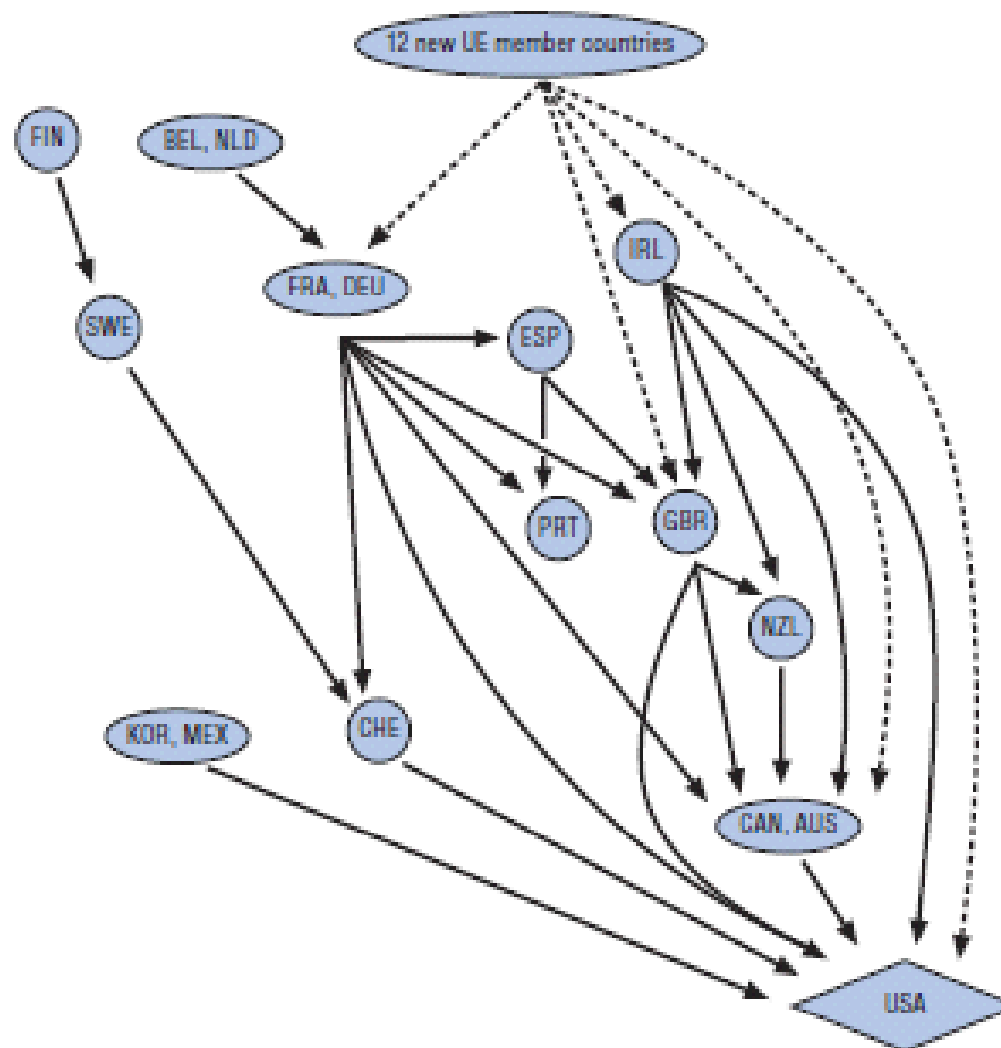 12 new UE member countries
FIN
BEL, NLD
IRL
FRA, DEU
SWE
ESP
PRT
GBR
NZL
KOR, MEX
CHE
CAN, AUS
USA